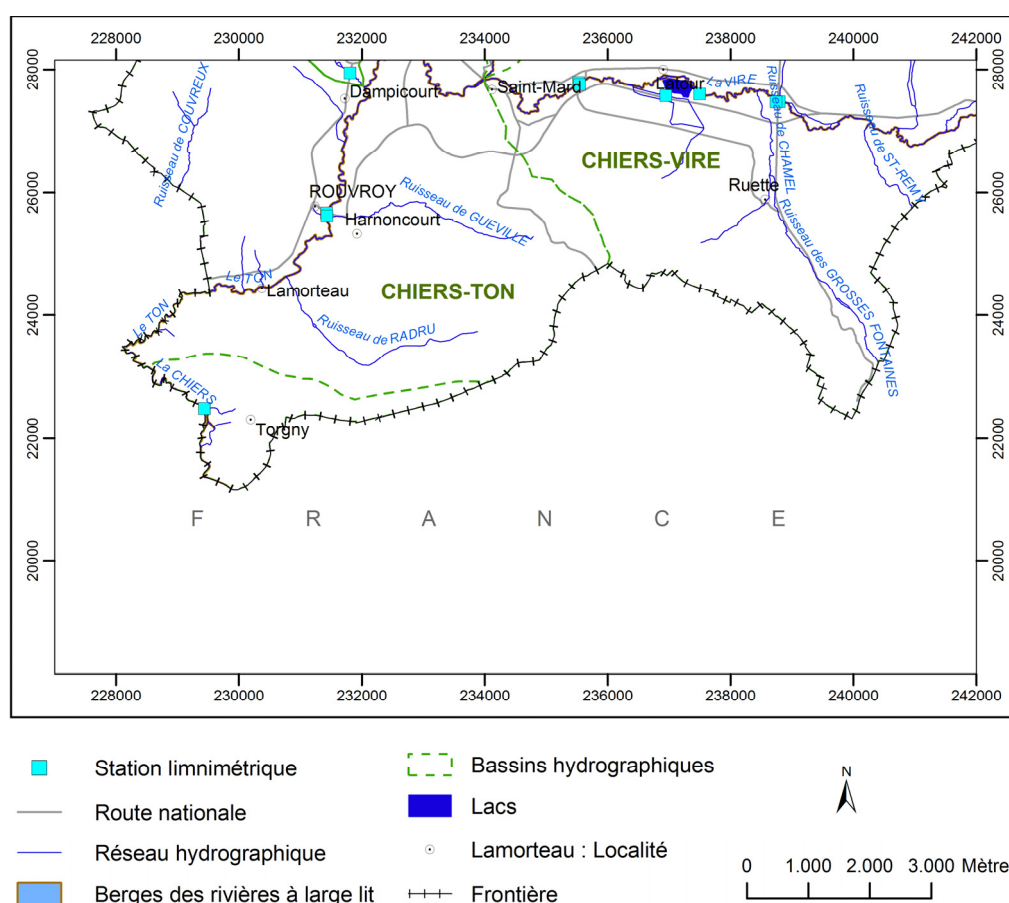 228000 230000 232000 234000 236000 238000 240000 242000
28000
28000
Dampicourt
Saint-Mard
Latour
La VIRE
Ruisseau de COUVREUX
Ruisseau de CHAMEL
Ruisseau de ST-REMY
CHIERS-VIRE
26000
26000
ROUVROY
Harnoncourt
Ruisseau de GUEVILLE
Ruette
Ruisseau des GROSSES FONTAINES
Le TON
Lamorteau
CHIERS-TON
24000
24000
Le TON
Ruisseau de RADRU
La CHIERS
Torgny
22000
22000
F R A N C E
20000
20000
228000 230000 232000 234000 236000 238000 240000 242000
Station limnimétrique
Route nationale
Réseau hydrographique
Berges des rivières à large lit
Bassins hydrographiques
Lacs
Lamorteau : Localité
Frontière
N
0 1.000 2.000 3.000 Mètre